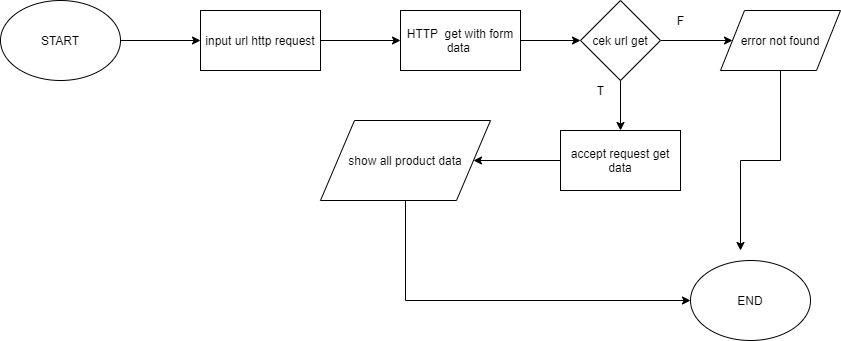 START
input url http request
HTTP  get with form
data
cek url get
F
error not found
T
accept request get
data
show all product data
END